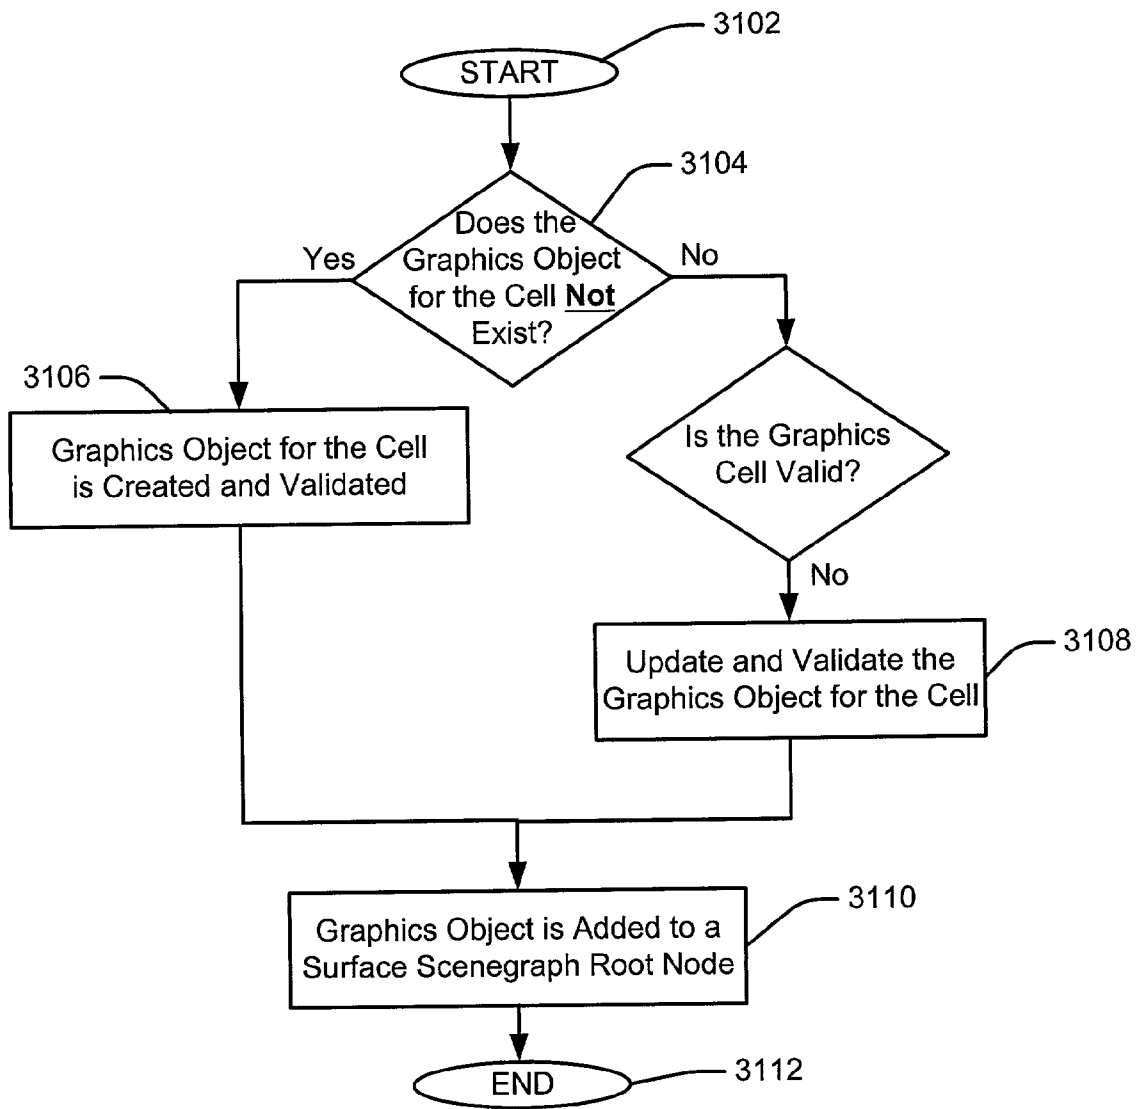 3102
START
3104
Does the
Graphics Object
for the Cell Not
Exist?
Yes
No
3106
Graphics Object for the Cell
is Created and Validated
Is the Graphics
Cell Valid?
No
3108
Update and Validate the
Graphics Object for the Cell
3110
Graphics Object is Added to a
Surface Scenegraph Root Node
END
3112